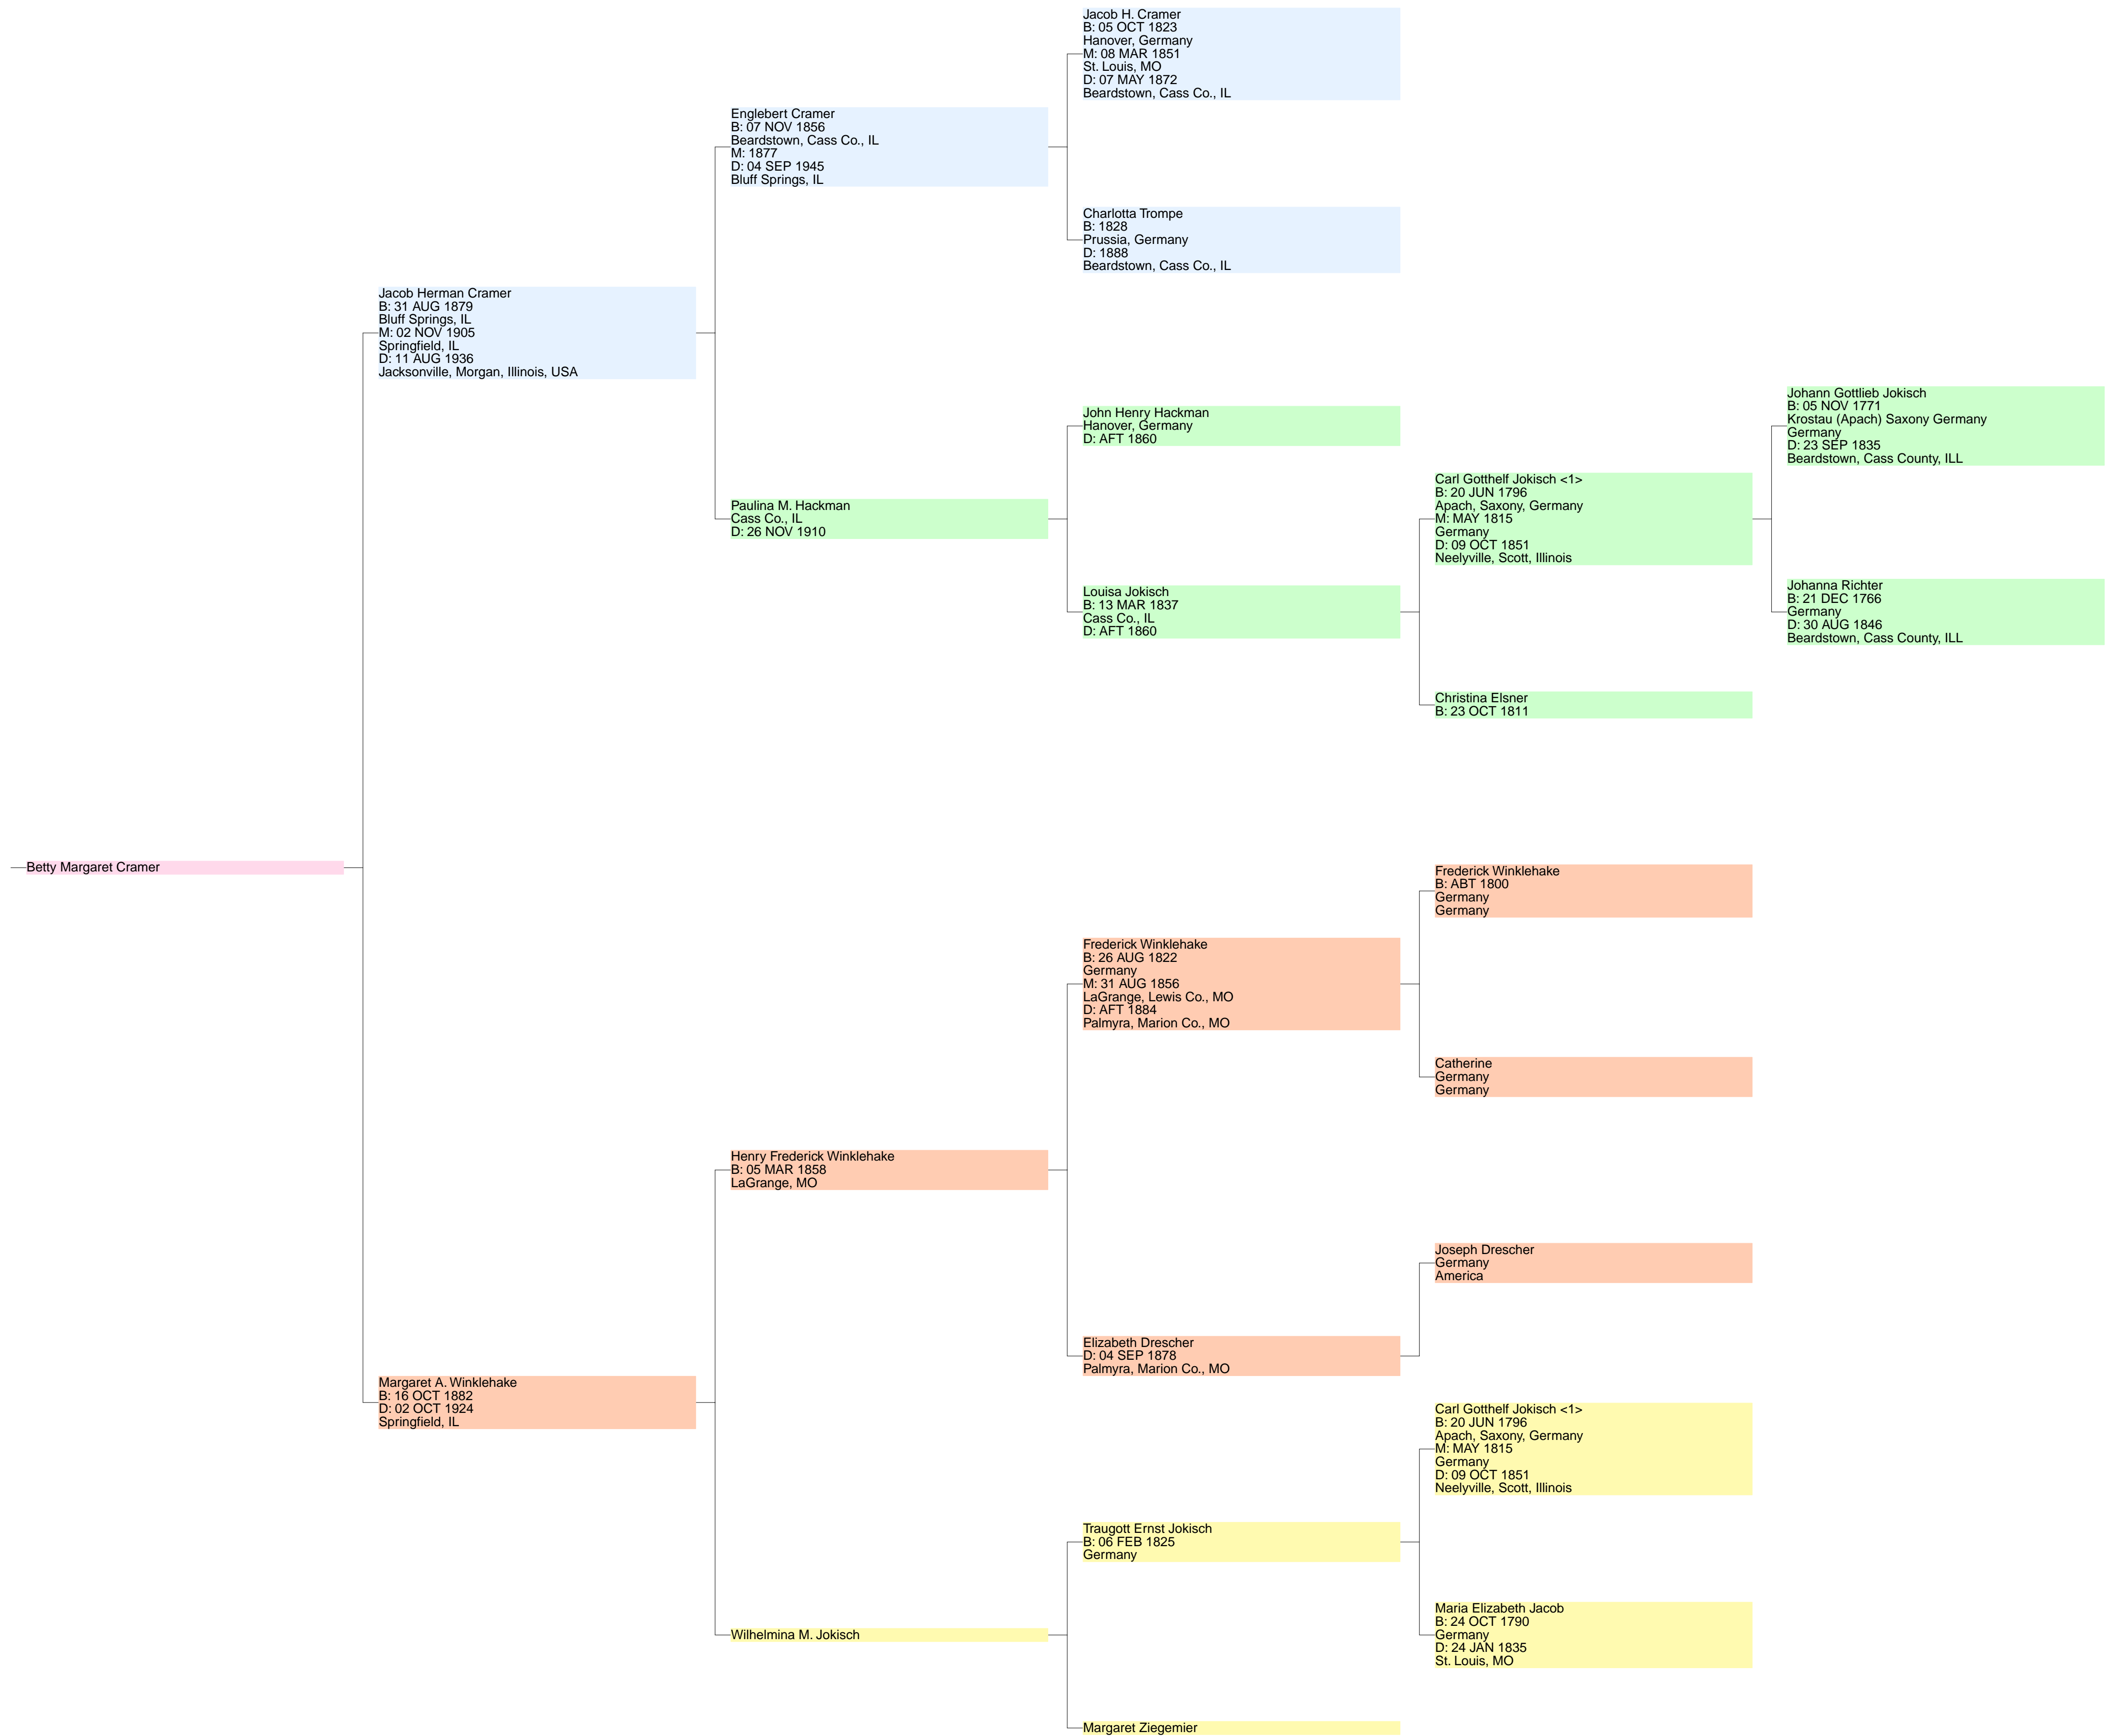 Jacob H. Cramer
B: 05 OCT 1823
Hanover, Germany
M: 08 MAR 1851
St. Louis, MO
D: 07 MAY 1872
Beardstown, Cass Co., IL
Englebert Cramer
B: 07 NOV 1856
Beardstown, Cass Co., IL
M: 1877
D: 04 SEP 1945
Bluff Springs, IL
Charlotta Trompe
B: 1828
Prussia, Germany
D: 1888
Beardstown, Cass Co., IL
Jacob Herman Cramer
B: 31 AUG 1879
Bluff Springs, IL
M: 02 NOV 1905
Springfield, IL
D: 11 AUG 1936
Jacksonville, Morgan, Illinois, USA
John Henry Hackman
Hanover, Germany
D: AFT 1860
Johann Gottlieb Jokisch
B: 05 NOV 1771
Krostau (Apach) Saxony Germany
Germany
D: 23 SEP 1835
Beardstown, Cass County, ILL
Paulina M. Hackman
Cass Co., IL
D: 26 NOV 1910
Carl Gotthelf Jokisch <1>
B: 20 JUN 1796
Apach, Saxony, Germany
M: MAY 1815
Germany
D: 09 OCT 1851
Neelyville, Scott, Illinois
Louisa Jokisch
B: 13 MAR 1837
Cass Co., IL
D: AFT 1860
Johanna Richter
B: 21 DEC 1766
Germany
D: 30 AUG 1846
Beardstown, Cass County, ILL
Christina Elsner
B: 23 OCT 1811
Betty Margaret Cramer
Frederick Winklehake
B: ABT 1800
Germany
Germany
Frederick Winklehake
B: 26 AUG 1822
Germany
M: 31 AUG 1856
LaGrange, Lewis Co., MO
D: AFT 1884
Palmyra, Marion Co., MO
Catherine
Germany
Germany
Henry Frederick Winklehake
B: 05 MAR 1858
LaGrange, MO
Joseph Drescher
Germany
America
Elizabeth Drescher
D: 04 SEP 1878
Palmyra, Marion Co., MO
Margaret A. Winklehake
B: 16 OCT 1882
D: 02 OCT 1924
Springfield, IL
Carl Gotthelf Jokisch <1>
B: 20 JUN 1796
Apach, Saxony, Germany
M: MAY 1815
Germany
D: 09 OCT 1851
Neelyville, Scott, Illinois
Traugott Ernst Jokisch
B: 06 FEB 1825
Germany
Maria Elizabeth Jacob
B: 24 OCT 1790
Germany
D: 24 JAN 1835
St. Louis, MO
Wilhelmina M. Jokisch
Margaret Ziegemier